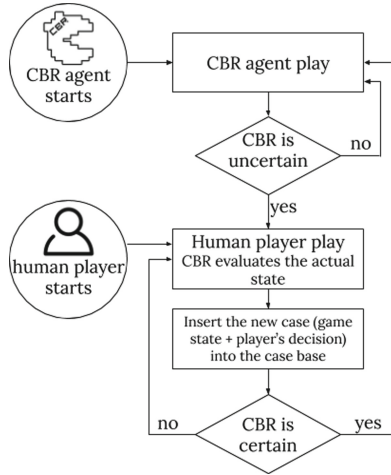 CBR
CBR agent
starts
CBR agent play
CBR is
uncertain
no
yes
human player
starts
Human player play
CBR evaluates the actual
state
Insert the new case (game
state + player's decision)
into the case base
no
CBR is
certain
yes